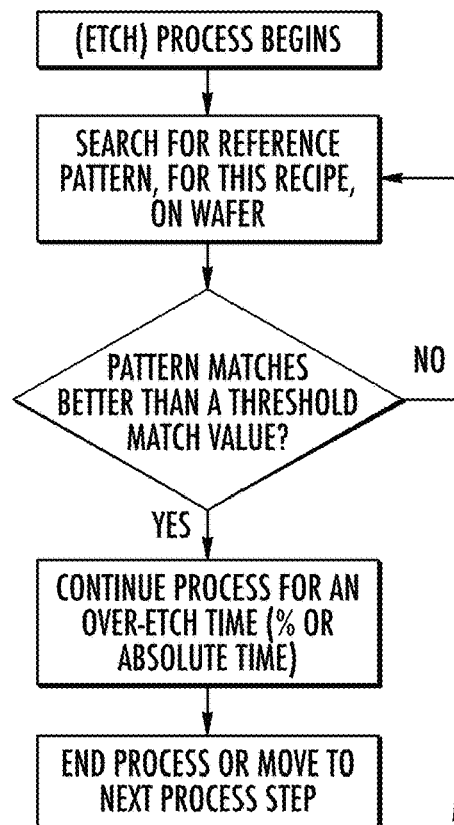 (ETCH) PROCESS BEGINS
SEARCH FOR REFERENCE
PATTERN, FOR THIS RECIPE,
ON WAFER
PATTERN MATCHES
BETTER THAN A THRESHOLD
MATCH VALUE?
NO
YES
CONTINUE PROCESS FOR AN
OVER-ETCH TIME (% OR
ABSOLUTE TIME)
END PROCESS OR MOVE TO
NEXT PROCESS STEP